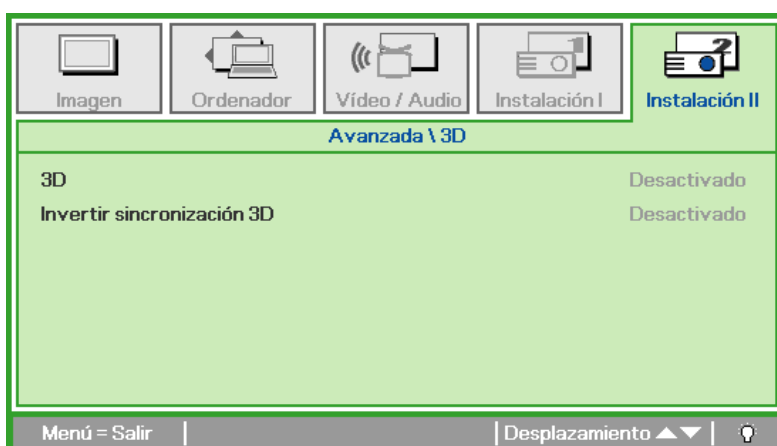 Imagen Ordenador Vídeo / Audio Instalación I Instalación II
Avanzada \ 3D
3D Desactivado
Invertir sincronización 3D Desactivado
Menú = Salir Desplazamiento ▲▼